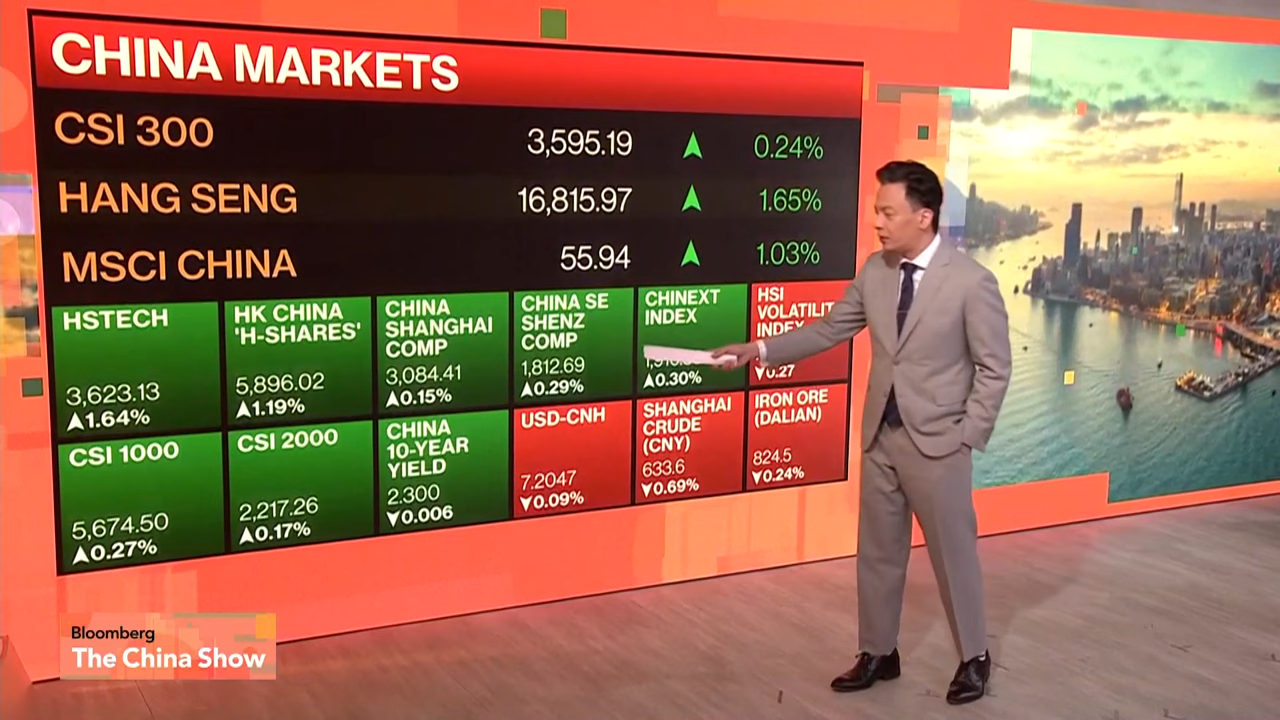 CHINA MARKETS
CSI 300 3,595.19 ▲ 0.24%
HANG SENG 16,815.97 ▲ 1.65%
MSCI CHINA 55.94 ▲ 1.03%
HSTECH
3,623.13
▲1.64%
HK CHINA
'H-SHARES'
5,896.02
▲1.19%
CHINA
SHANGHAI
COMP
3,084.41
▲0.15%
CHINA SE
SHENZ
COMP
1,812.69
▲0.29%
CHINEXT
INDEX
▲0.30%
HSI
VOLATILIT
INDEX
▼0.27
CSI 1000
5,674.50
▲0.27%
CSI 2000
2,217.26
▲0.17%
CHINA
10-YEAR
YIELD
2.300
▼0.006
USD-CNH
7.2047
▼0.09%
SHANGHAI
CRUDE
(CNY)
633.6
▼0.69%
IRON ORE
(DALIAN)
824.5
▼0.24%
Bloomberg
The China Show